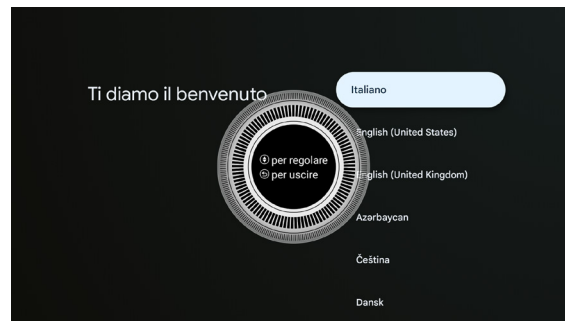 Ti diamo il benvenuto
Italiano
English (United States)
per regolare
per uscire
English (United Kingdom)
Azərbaycan
Čeština
Dansk